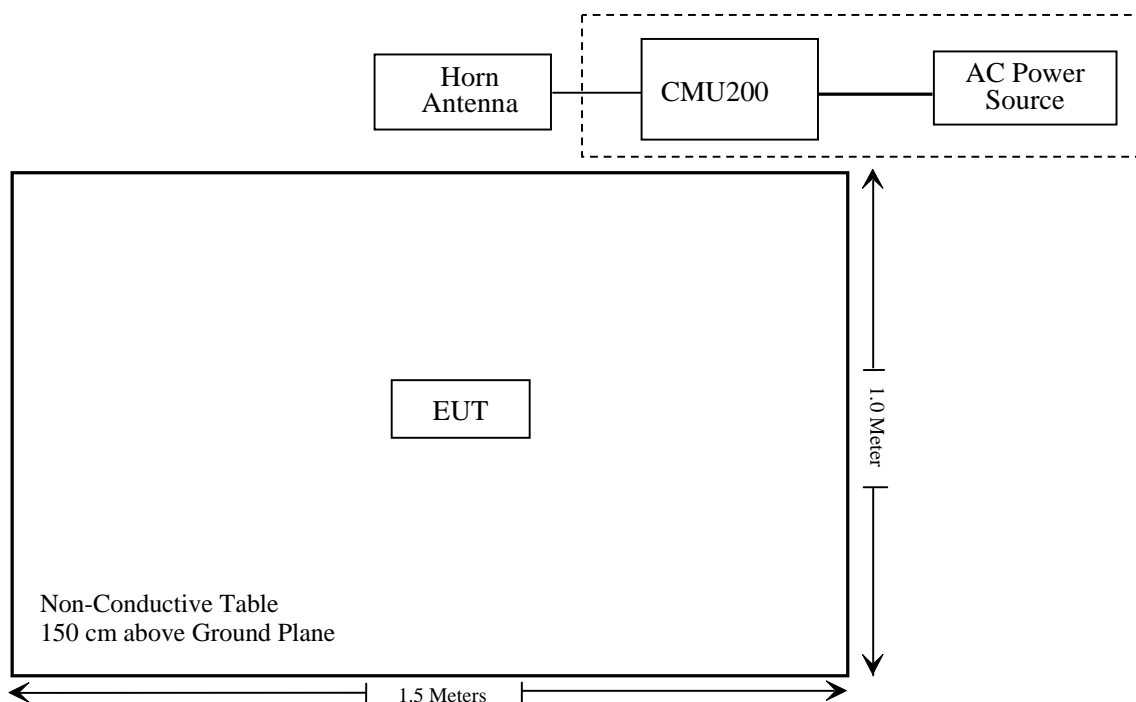 Horn
Antenna
CMU200
AC Power
Source
EUT
1.0 Meter
Non-Conductive Table
150 cm above Ground Plane
1.5 Meters